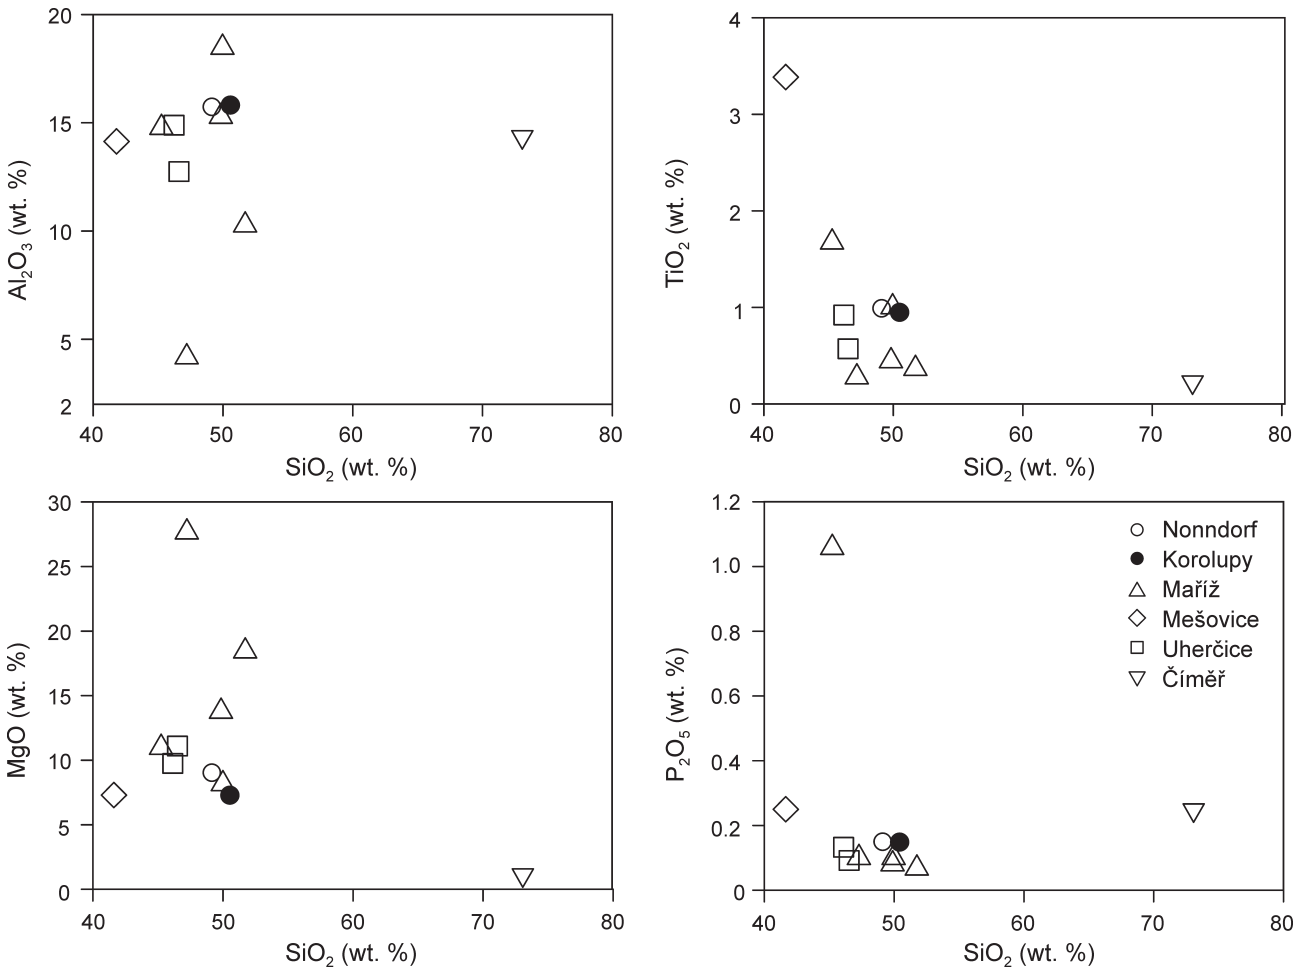 20
15
10
5
2
40 50 60 70 80
SiO2 (wt. %)
Al2O3 (wt. %)
4
3
2
1
0
40 50 60 70 80
SiO2 (wt. %)
TiO2 (wt. %)
30
25
20
15
10
5
0
40 50 60 70 80
SiO2 (wt. %)
MgO (wt. %)
1.2
1.0
0.8
0.6
0.4
0.2
0
40 50 60 70 80
SiO2 (wt. %)
P2O5 (wt. %)
Nonndorf
Korolupy
Maříž
Mešovice
Uherčice
Číměř